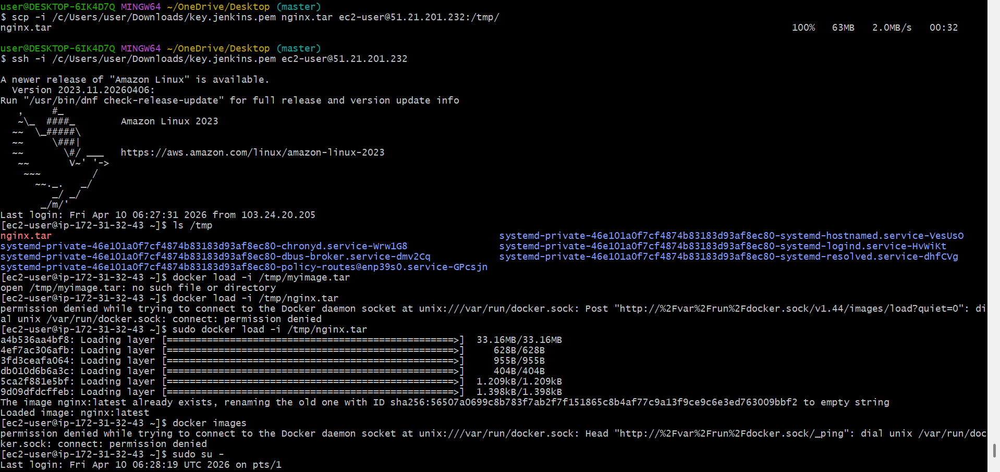 user@DESKTOP-6IK4D7Q MINGW64 ~/OneDrive/Desktop (master)
$ scp -i /c/Users/user/Downloads/key.jenkins.pem nginx.tar ec2-user@51.21.201.232:/tmp/
nginx.tar                                                100%   63MB   2.0MB/s   00:32

user@DESKTOP-6IK4D7Q MINGW64 ~/OneDrive/Desktop (master)
$ ssh -i /c/Users/user/Downloads/key.jenkins.pem ec2-user@51.21.201.232

A newer release of "Amazon Linux" is available.
  Version 2023.11.20260406:
Run "/usr/bin/dnf check-release-update" for full release and version update info
   ,     #_
   ~\_  ####_        Amazon Linux 2023
  ~~  \_#####\
  ~~     \###|
  ~~       \#/ ___   https://aws.amazon.com/linux/amazon-linux-2023
   ~~       V~' '->
    ~~~         /
      ~~._.   _/
         _/ _/
       _/m/'
Last login: Fri Apr 10 06:27:31 2026 from 103.24.20.205
[ec2-user@ip-172-31-32-43 ~]$ ls /tmp
nginx.tar                                                                              systemd-private-46e101a0f7cf4874b83183d93af8ec80-systemd-hostnamed.service-VesUsO
systemd-private-46e101a0f7cf4874b83183d93af8ec80-chronyd.service-Wrw1G8                systemd-private-46e101a0f7cf4874b83183d93af8ec80-systemd-logind.service-HvWiKt
systemd-private-46e101a0f7cf4874b83183d93af8ec80-dbus-broker.service-dmv2Cq            systemd-private-46e101a0f7cf4874b83183d93af8ec80-systemd-resolved.service-dhfCVg
systemd-private-46e101a0f7cf4874b83183d93af8ec80-policy-routes@enp39s0.service-GPcsjn
[ec2-user@ip-172-31-32-43 ~]$ docker load -i /tmp/myimage.tar
open /tmp/myimage.tar: no such file or directory
[ec2-user@ip-172-31-32-43 ~]$ docker load -i /tmp/nginx.tar
permission denied while trying to connect to the Docker daemon socket at unix:///var/run/docker.sock: Post "http://%2Fvar%2Frun%2Fdocker.sock/v1.44/images/load?quiet=0": di
al unix /var/run/docker.sock: connect: permission denied
[ec2-user@ip-172-31-32-43 ~]$ sudo docker load -i /tmp/nginx.tar
a4b536aa4bf8: Loading layer [==================================================>]  33.16MB/33.16MB
4ef7ac306afb: Loading layer [==================================================>]     628B/628B
3fd3ceafa064: Loading layer [==================================================>]     955B/955B
db010d6b6a3c: Loading layer [==================================================>]     404B/404B
5ca2f881e5bf: Loading layer [==================================================>]  1.209kB/1.209kB
9d09dfdcffeb: Loading layer [==================================================>]  1.398kB/1.398kB
The image nginx:latest already exists, renaming the old one with ID sha256:56507a0699c8b783f7ab2f7f151865c8b4af77c9a13f9ce9c6e3ed763009bbf2 to empty string
Loaded image: nginx:latest
[ec2-user@ip-172-31-32-43 ~]$ docker images
permission denied while trying to connect to the Docker daemon socket at unix:///var/run/docker.sock: Head "http://%2Fvar%2Frun%2Fdocker.sock/_ping": dial unix /var/run/doc
ker.sock: connect: permission denied
[ec2-user@ip-172-31-32-43 ~]$ sudo su -
Last login: Fri Apr 10 06:28:19 UTC 2026 on pts/1